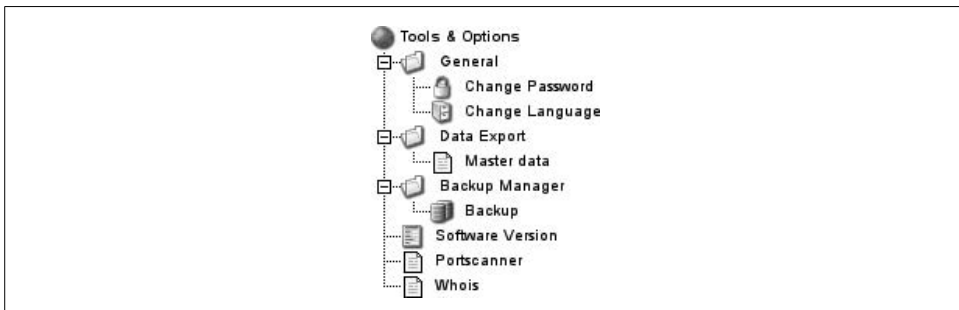 Tools & Options
General
Change Password
Change Language
Data Export
Master data
Backup Manager
Backup
Software Version
Portscanner
Whois